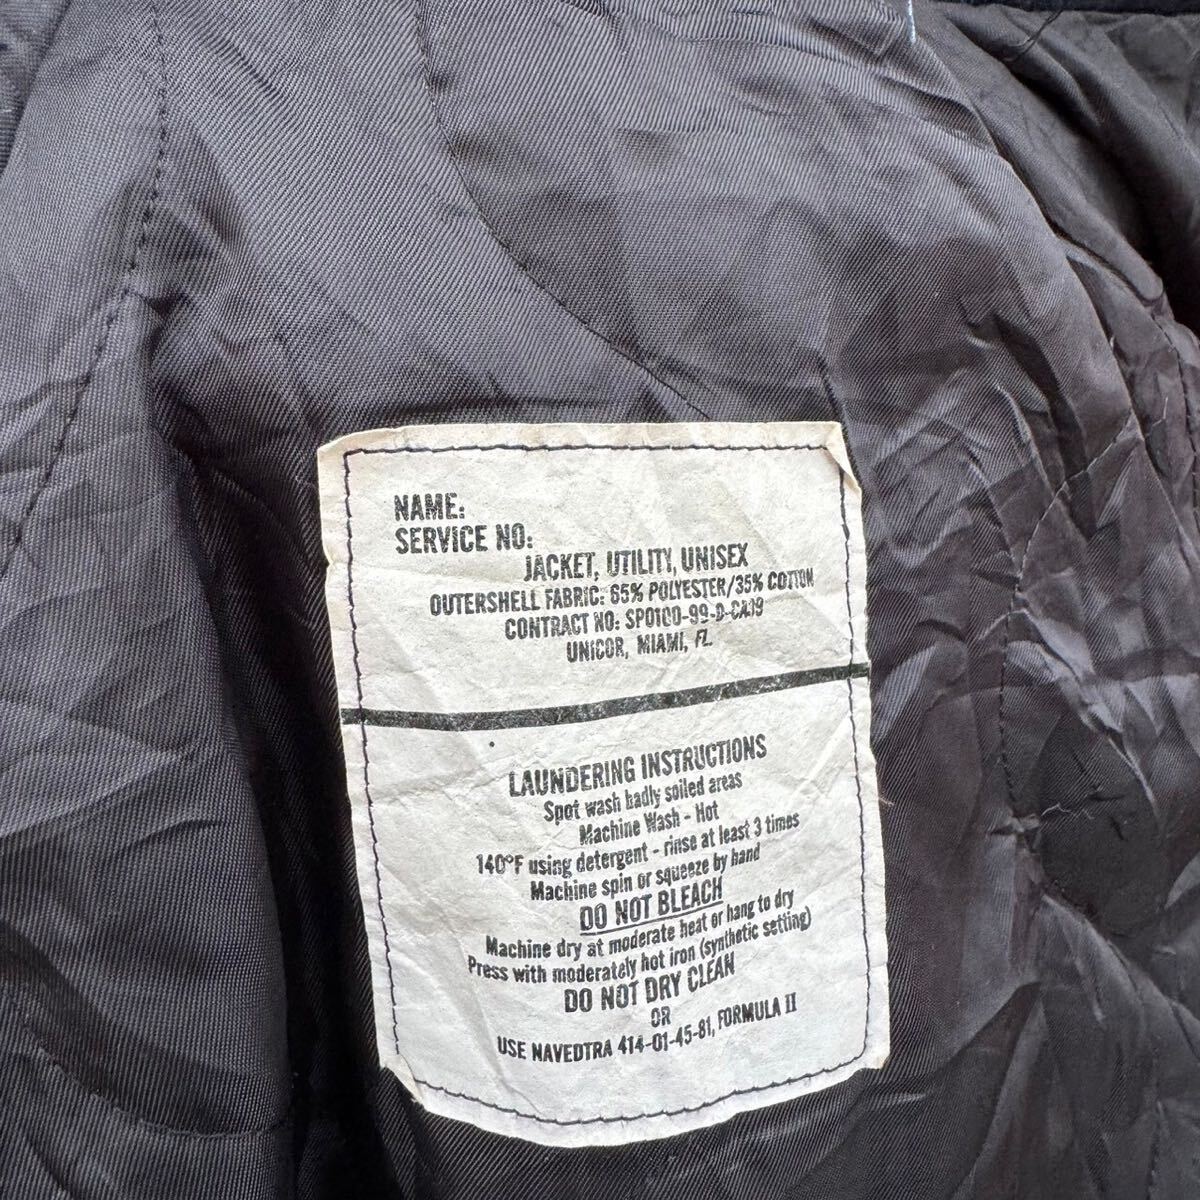 NAME:
SERVICE NO:
JACKET, UTILITY, UNISEX
OUTERSHELL FABRIC: 65% POLYESTER/35% COTTON
CONTRACT NO: SPO100-99-D-CA19
UNICOR, MIAMI, FL.
LAUNDERING INSTRUCTIONS
Spot wash badly soiled areas
Machine Wash - Hot
140°F using detergent - rinse at least 3 times
Machine spin or squeeze by hand
DO NOT BLEACH
Machine dry at moderate heat or hang to dry
Press with moderately hot iron (synthetic setting)
DO NOT DRY CLEAN
OR
USE NAVEDTRA 414-01-45-81, FORMULA II